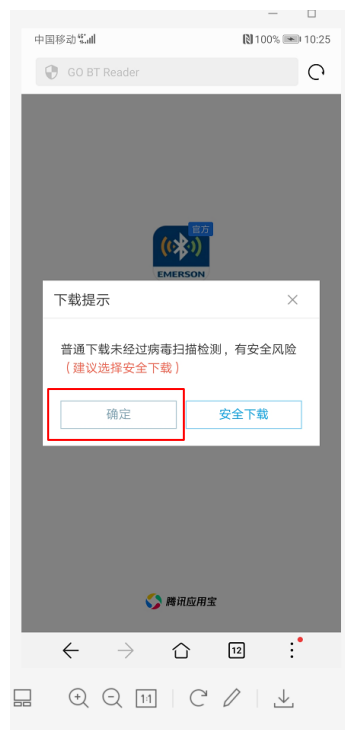 中国移动 100% 10:25
GO BT Reader
官方
EMERSON
下载提示
普通下载未经过病毒扫描检测，有安全风险
（建议选择安全下载）
确定 安全下载
腾讯应用宝
12
1:1